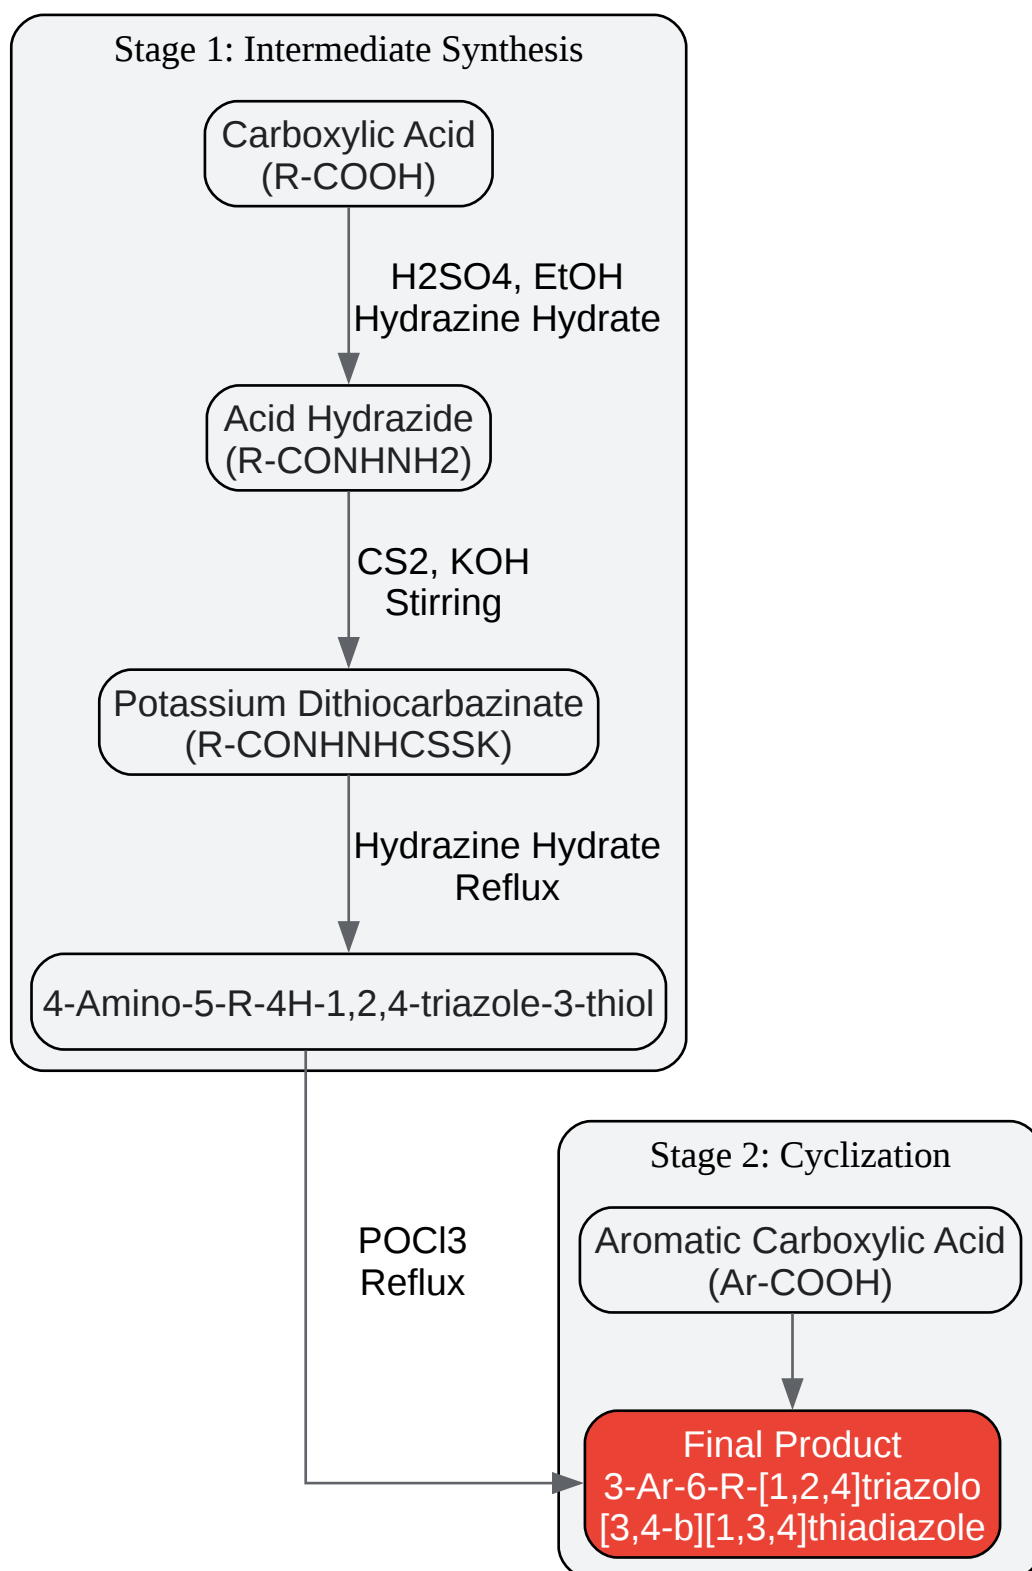 Stage 1: Intermediate Synthesis
Carboxylic Acid
(R-COOH)
H2SO4, EtOH
Hydrazine Hydrate
Acid Hydrazide
(R-CONHNH2)
CS2, KOH
Stirring
Potassium Dithiocarbazinate
(R-CONHNHCSSK)
Hydrazine Hydrate
Reflux
4-Amino-5-R-4H-1,2,4-triazole-3-thiol
POCl3
Reflux
Stage 2: Cyclization
Aromatic Carboxylic Acid
(Ar-COOH)
Final Product
3-Ar-6-R-[1,2,4]triazolo
[3,4-b][1,3,4]thiadiazole